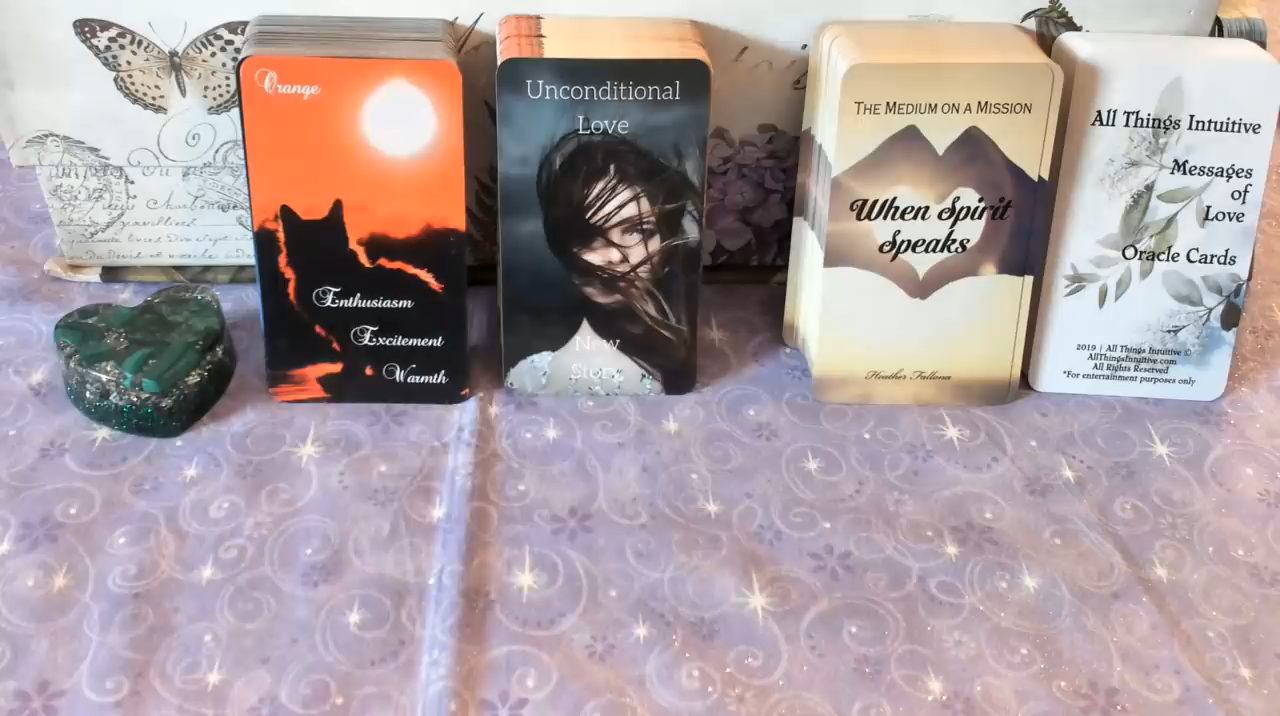 Orange
Enthusiasm
Excitement
Warmth
Unconditional
Love
New
Story
THE MEDIUM ON A MISSION
When Spirit
Speaks
Heather Fallona
All Things Intuitive
Messages
of
Love
Oracle Cards
2019 | All Things Intuitive ©
AllThingsIntuitive.com
All Rights Reserved
*For entertainment purposes only